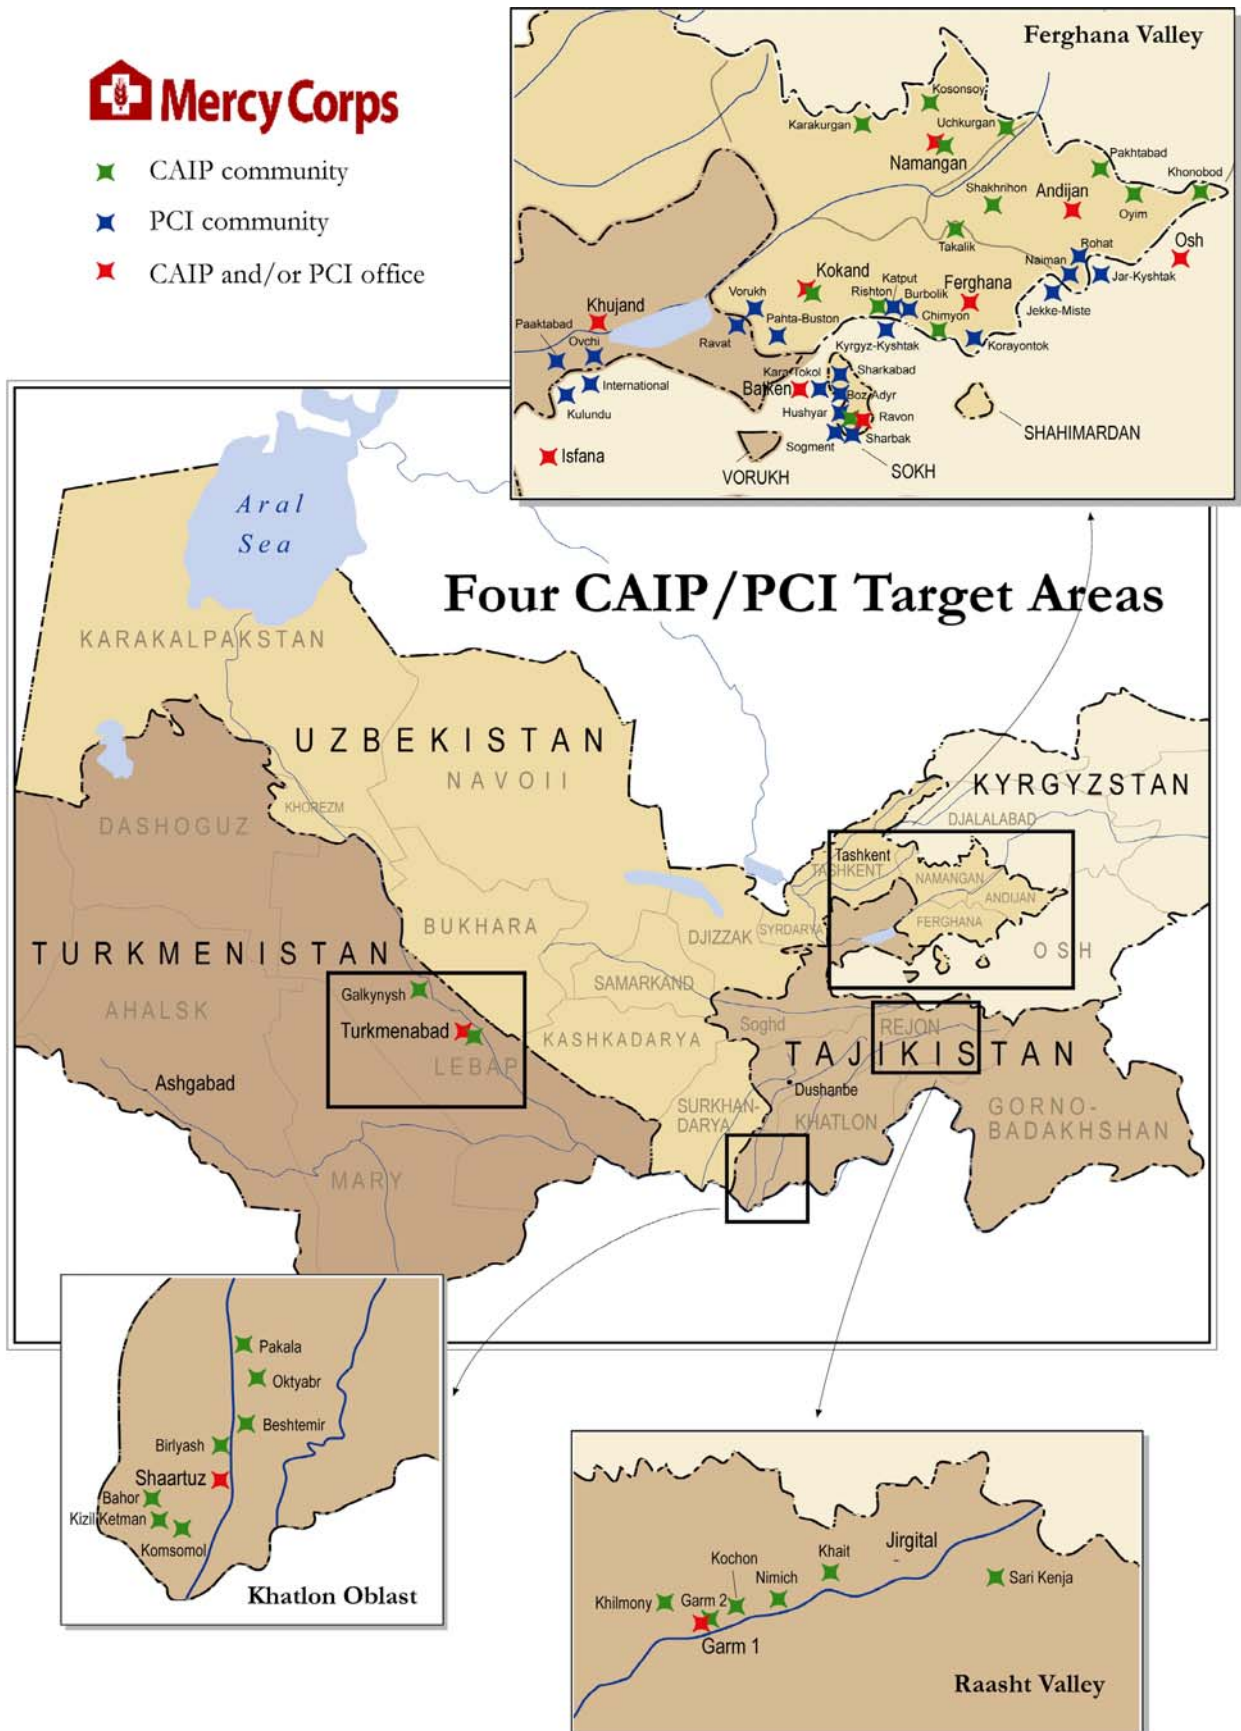 Ferghana Valley
Mercy Corps
CAIP community
PCI community
CAIP and/or PCI office
Kosonsoy
Karakurgan
Uchkurgan
Namangan
Pakhtabad
Khonobod
Shakhrihon
Andijan
Oyim
Takalik
Rohat
Osh
Naiman
Jar-Kyshtak
Kokand
Katput
Ferghana
Vorukh
Rishton
Burbolik
Khujand
Jekke-Miste
Pahta-Buston
Chimyon
Paaktabad
Ovchi
Ravat
Kyrgyz-Kyshtak
Korayontok
Kara-Tokol
Sharkabad
International
Batken
Boz-Adyr
Kulundu
Hushyar
Ravon
SHAHIMARDAN
Sogment
Sharbak
Isfana
VORUKH
SOKH
Aral
Sea
Four CAIP/PCI Target Areas
KARAKALPAKSTAN
UZBEKISTAN
NAVOII
KYRGYZSTAN
KHOREZM
DJALALABAD
DASHOGUZ
Tashkent
TASHKENT
NAMANGAN
ANDIJAN
BUKHARA
FERGHANA
DJIZZAK
SYRDARYA
TURKMENISTAN
OSH
SAMARKAND
Galkynysh
AHALSK
Soghd
REJON
Turkmenabad
KASHKADARYA
TAJIKISTAN
LEBAP
Ashgabad
Dushanbe
SURKHAN-
DARYA
KHATLON
GORNO-
BADAKHSHAN
MARY
Pakala
Oktyabr
Beshtemir
Birlyash
Shaartuz
Bahor
Kizili Ketman
Komsomol
Khatlon Oblast
Jirgital
Khait
Kochon
Nimich
Sari Kenja
Khilmony
Garm 2
Garm 1
Raasht Valley